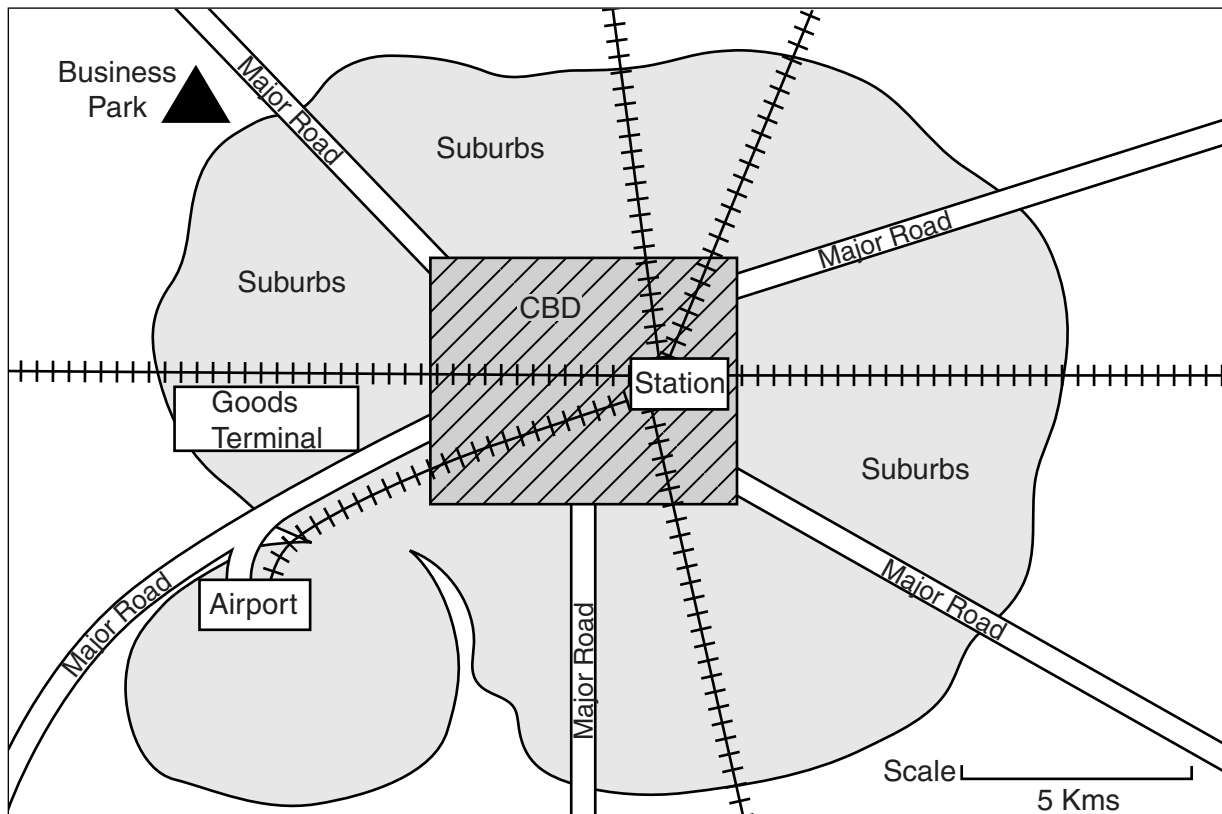 Business
Park
Major Road
Suburbs
Major Road
Suburbs
CBD
Station
Goods
Terminal
Suburbs
Major Road
Airport
Major Road
Major Road
Scale
5 Kms